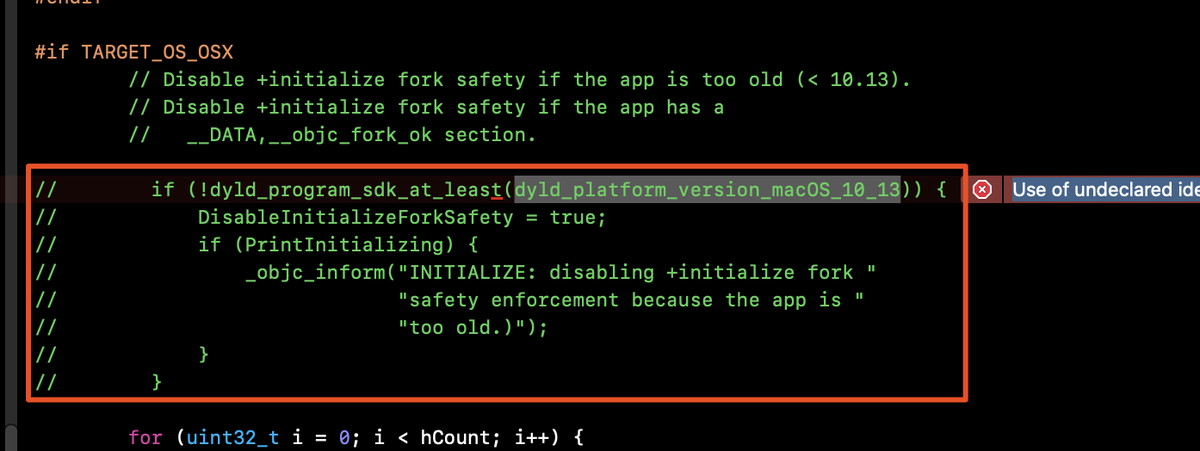 #if TARGET_OS_OSX
// Disable +initialize fork safety if the app is too old (< 10.13).
// Disable +initialize fork safety if the app has a
//   __DATA,__objc_fork_ok section.
//        if (!dyld_program_sdk_at_least(dyld_platform_version_macOS_10_13)) { Use of undeclared
//            DisableInitializeForkSafety = true;
//            if (PrintInitializing) {
//                _objc_inform("INITIALIZE: disabling +initialize fork "
//                             "safety enforcement because the app is "
//                             "too old.)");
//            }
//        }
for (uint32_t i = 0; i < hCount; i++) {